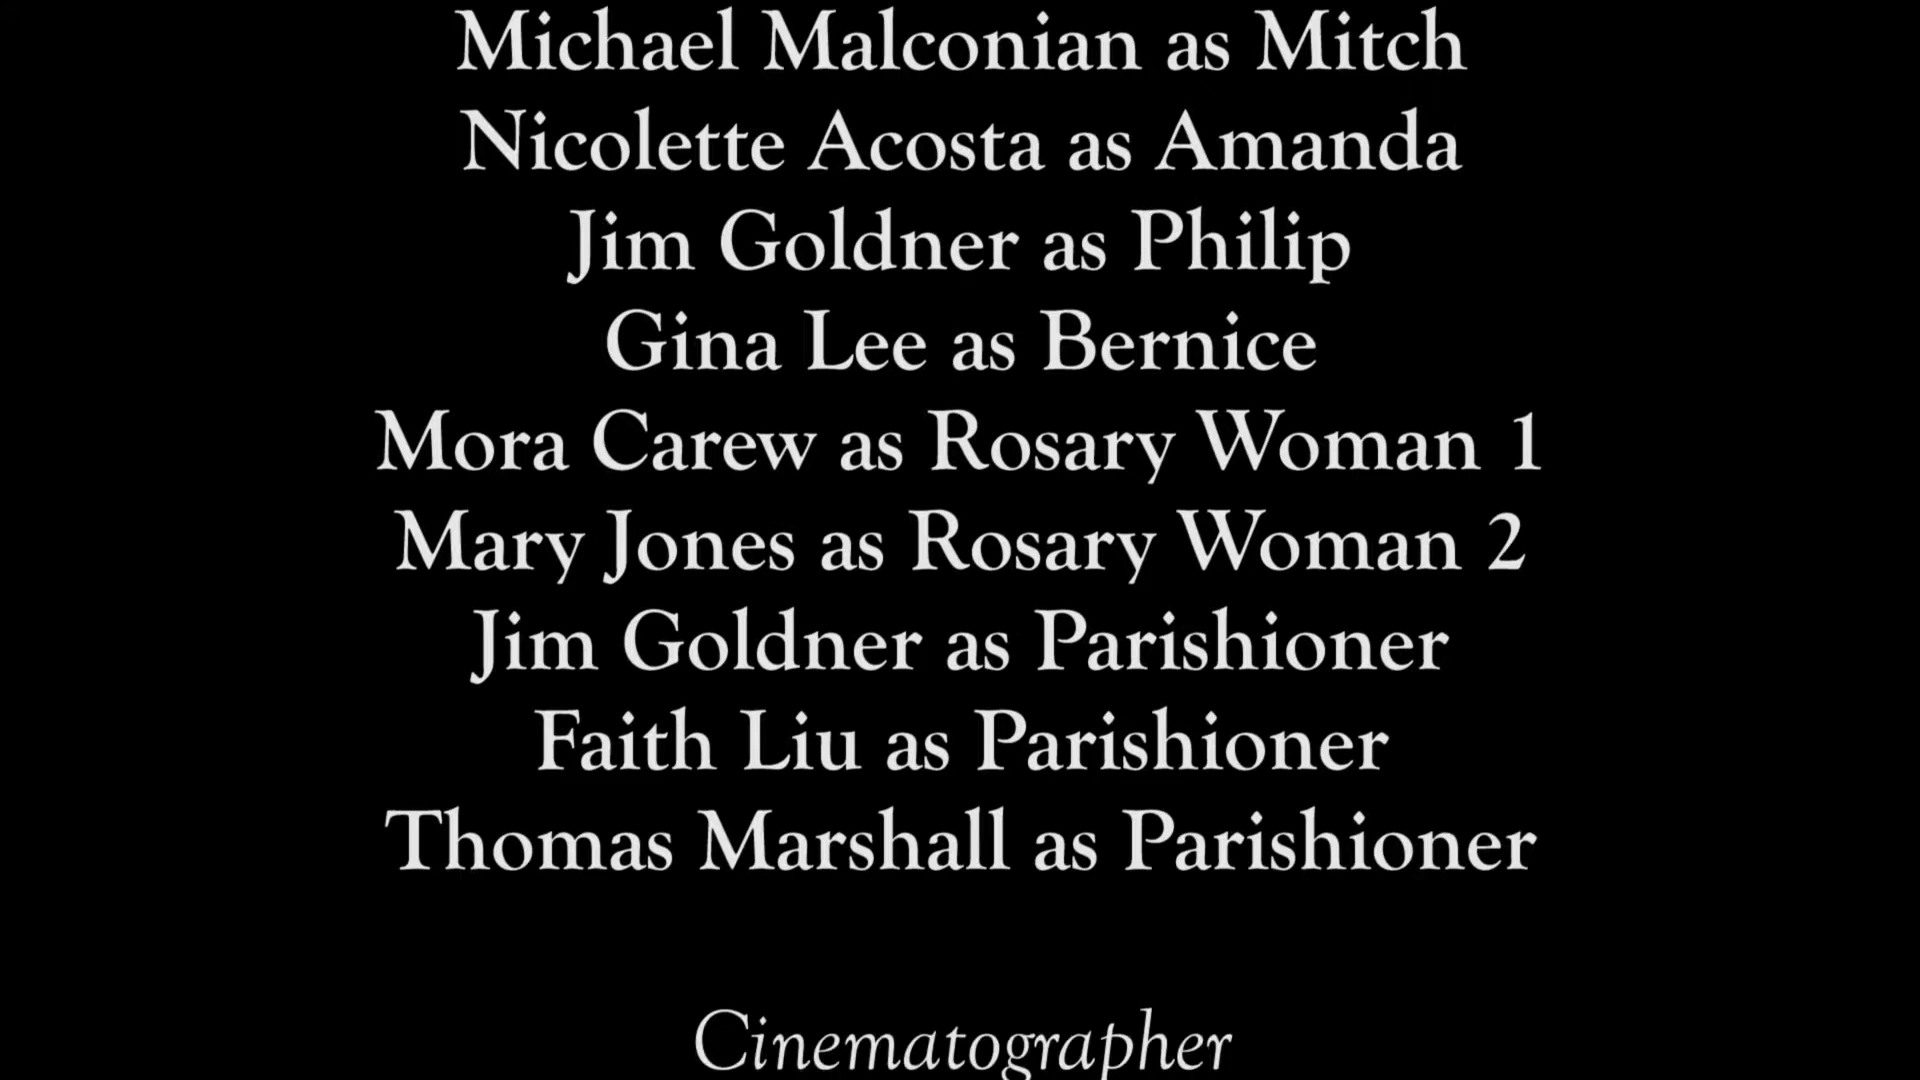 Michael Malconian as Mitch
Nicolette Acosta as Amanda
Jim Goldner as Philip
Gina Lee as Bernice
Mora Carew as Rosary Woman 1
Mary Jones as Rosary Woman 2
Jim Goldner as Parishioner
Faith Liu as Parishioner
Thomas Marshall as Parishioner
Cinematographer